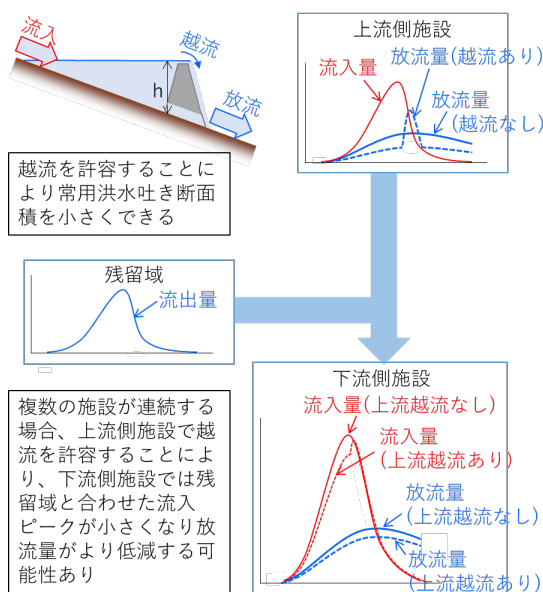 流入
越流
h
放流
越流を許容することに
より常用洪水吐き断面
積を小さくできる
上流側施設
流入量
放流量(越流あり)
放流量
(越流なし)
残留域
流出量
複数の施設が連続する
場合、上流側施設で越
流を許容することによ
り、下流側施設では残
留域と合わせた流入
ピークが小さくなり放
流量がより低減する可
能性あり
下流側施設
流入量(上流越流なし)
流入量
(上流越流あり)
放流量
(上流越流なし)
放流量
(上流越流あり)